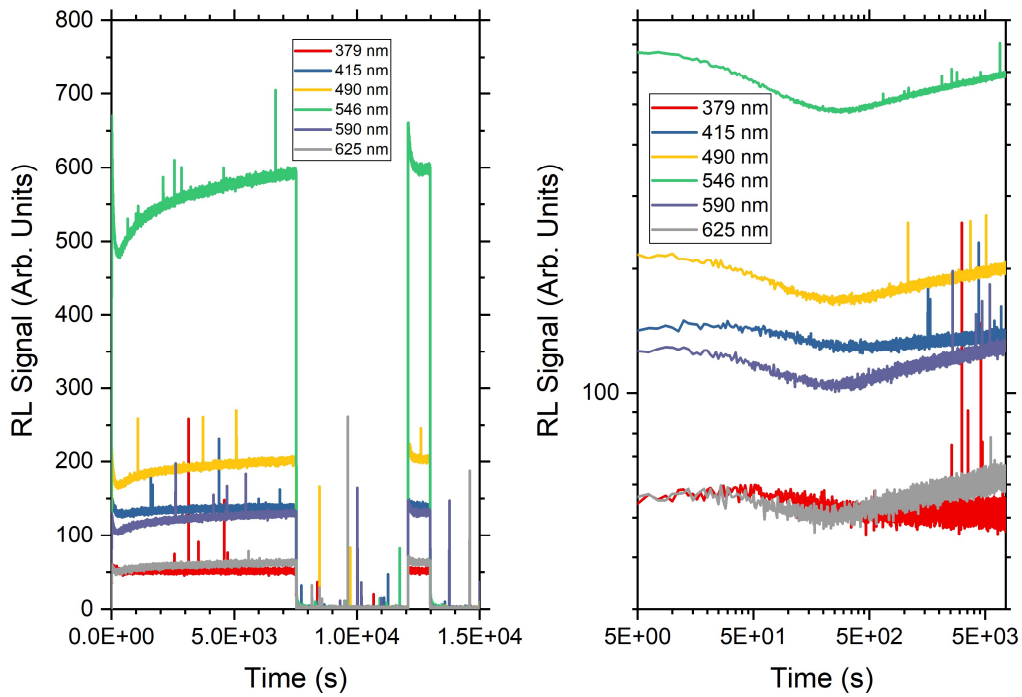 800
700
600
500
400
300
200
100
0
RL Signal (Arb. Units)
379 nm
415 nm
490 nm
546 nm
590 nm
625 nm
0.0E+00
5.0E+03
1.0E+04
1.5E+04
Time (s)
RL Signal (Arb. Units)
100
379 nm
415 nm
490 nm
546 nm
590 nm
625 nm
5E+00
5E+01
5E+02
5E+03
Time (s)